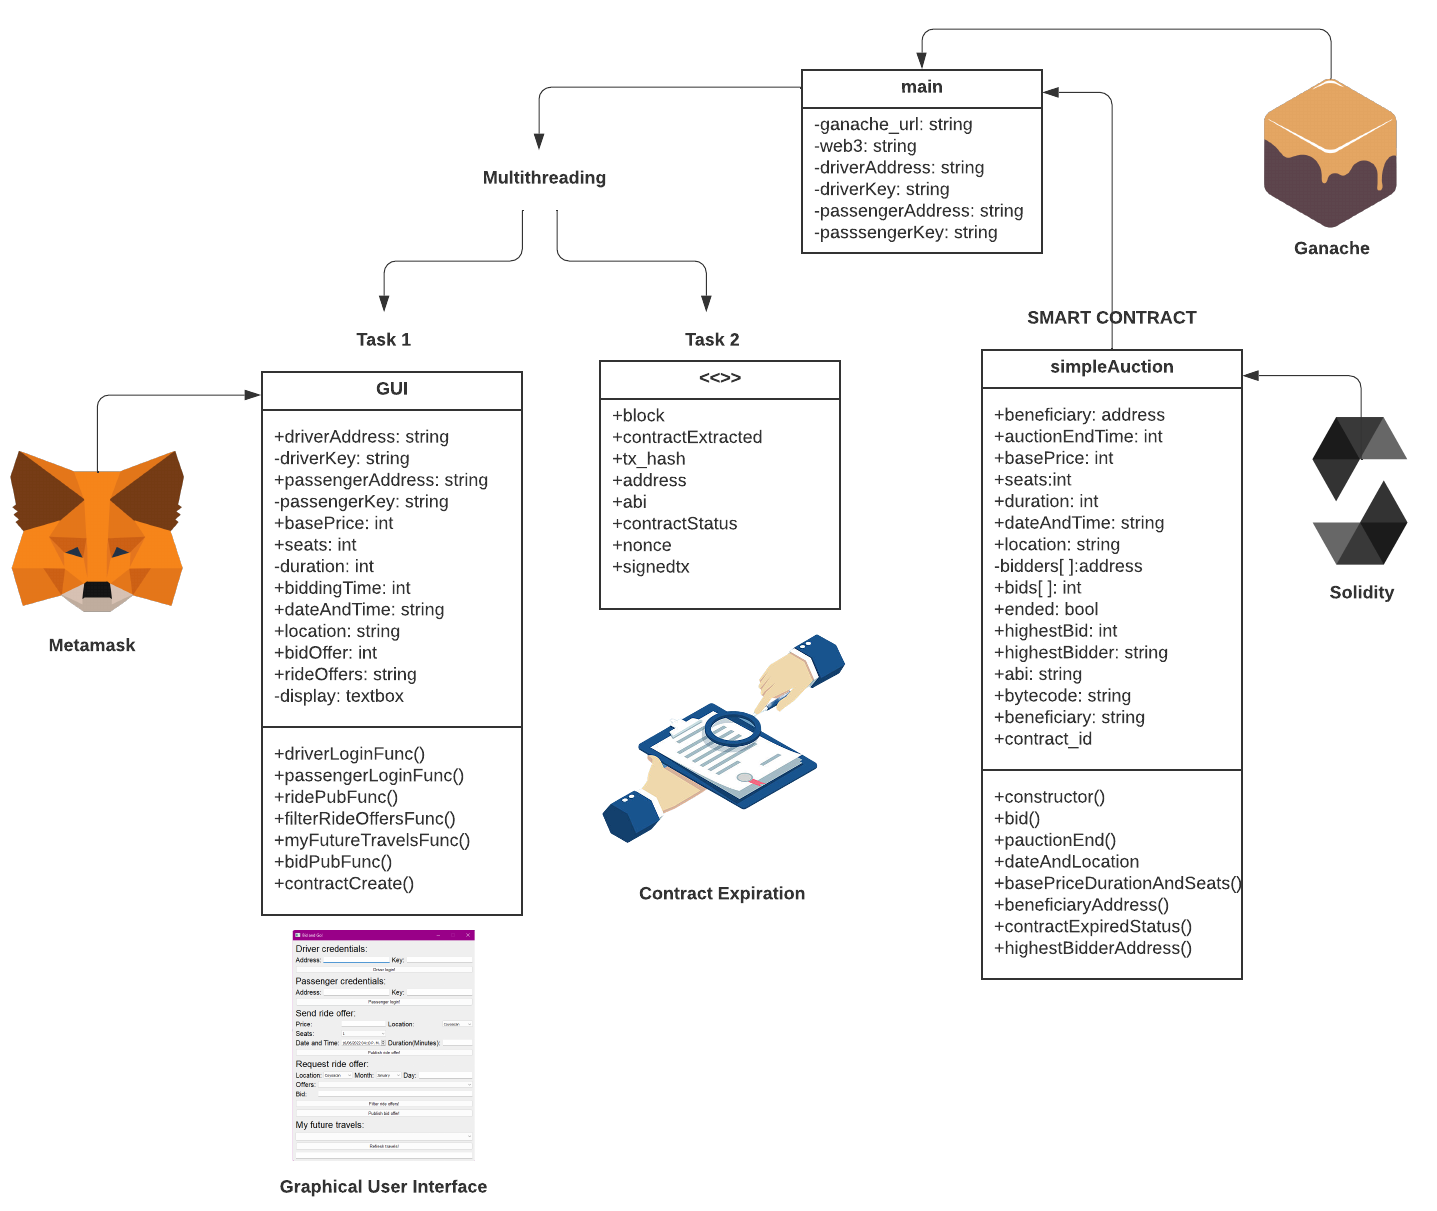 main
-ganache_url: string
-web3: string
-driverAddress: string
-driverKey: string
-passengerAddress: string
-passsengerKey: string
Ganache
Multithreading
Task 1
Task 2
SMART CONTRACT
GUI
+driverAddress: string
-driverKey: string
+passengerAddress: string
-passengerKey: string
+basePrice: int
+seats: int
-duration: int
+biddingTime: int
+dateAndTime: string
+location: string
+bidOffer: int
+rideOffers: string
-display: textbox
+driverLoginFunc()
+passengerLoginFunc()
+ridePubFunc()
+filterRideOffersFunc()
+myFutureTravelsFunc()
+bidPubFunc()
+contractCreate()
<<>>
+block
+contractExtracted
+tx_hash
+address
+abi
+contractStatus
+nonce
+signedtx
simpleAuction
+beneficiary: address
+auctionEndTime: int
+basePrice: int
+seats:int
+duration: int
+dateAndTime: string
+location: string
-bidders[ ]:address
+bids[ ]: int
+ended: bool
+highestBid: int
+highestBidder: string
+abi: string
+bytecode: string
+beneficiary: string
+contract_id
+constructor()
+bid()
+pauctionEnd()
+dateAndLocation
+basePriceDurationAndSeats()
+beneficiaryAddress()
+contractExpiredStatus()
+highestBidderAddress()
Solidity
Metamask
Contract Expiration
Driver credentials:
Address: Key:
Driver login!
Passenger credentials:
Address: Key:
Passenger login!
Send ride offer:
Price: Location:
Seats: 1
Date and Time: Duration(Minutes):
Publish ride offer!
Request ride offer:
Location: Month: January Day:
Offers:
Bid:
Filter ride offers!
Publish bid offer!
My future travels:
Refresh travels!
Graphical User Interface